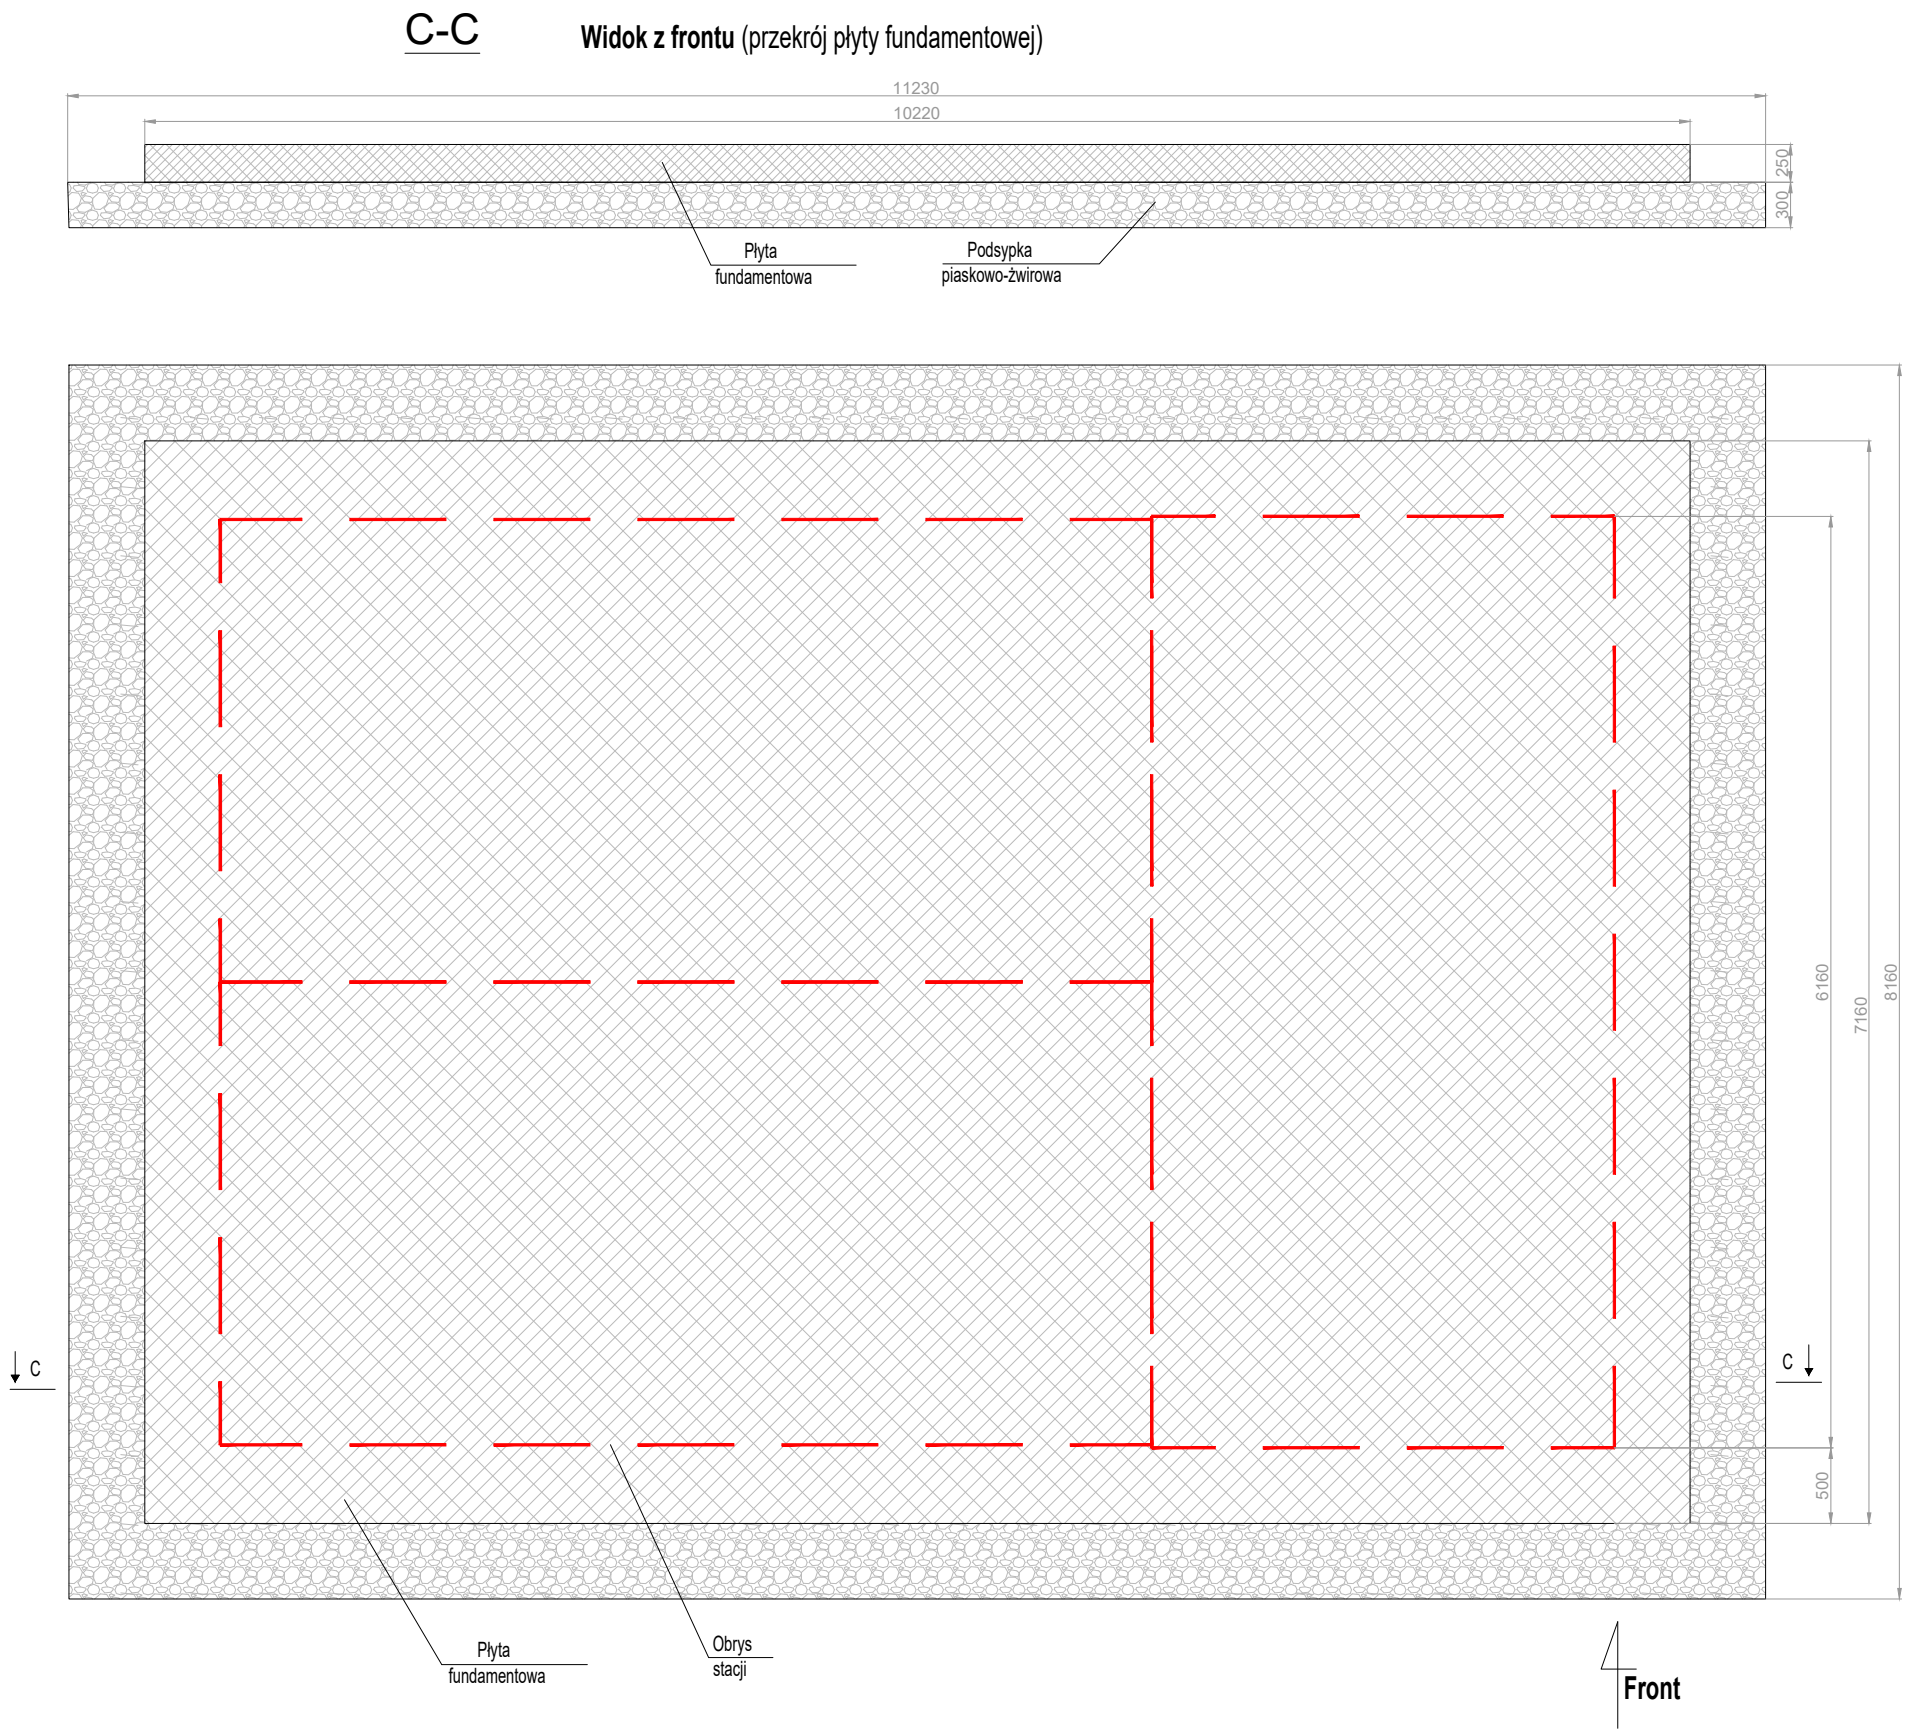 C-C
Widok z frontu (przekrój płyty fundamentowej)
11230
10220
250
300
Płyta
fundamentowa
Podsypka
piaskowo-żwirowa
6160
7160
8160
500
C
C
Płyta
fundamentowa
Obrys
stacji
Front